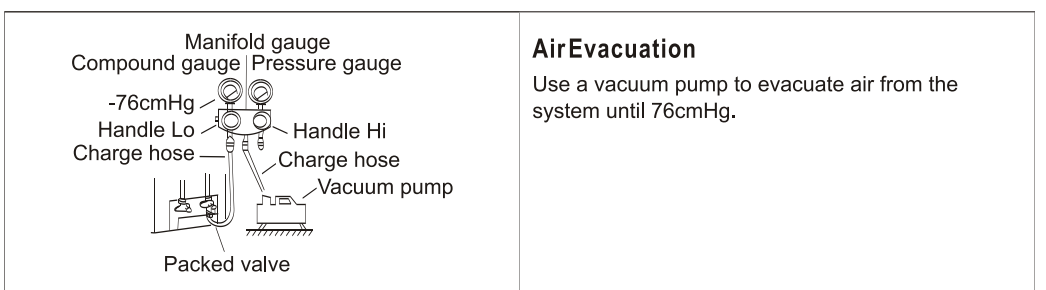 Manifold gauge
Compound gauge Pressure gauge
-76cmHg
Handle Lo
Handle Hi
Charge hose
Charge hose
Vacuum pump
Packed valve
AirEvacuation
Use a vacuum pump to evacuate air from the
system until 76cmHg.